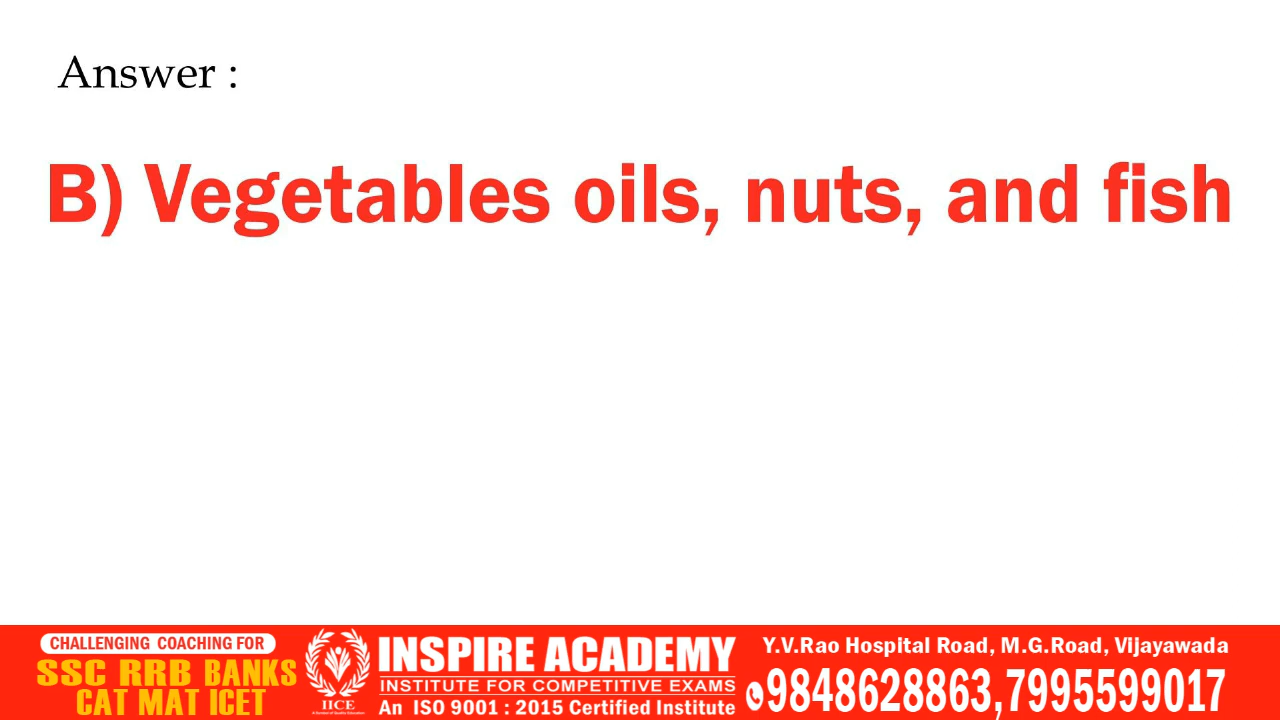 Answer :
B) Vegetables oils, nuts, and fish
CHALLENGING COACHING FOR
SSC RRB BANKS
CAT MAT ICET
IICE
INSPIRE ACADEMY
INSTITUTE FOR COMPETITIVE EXAMS
An ISO 9001 : 2015 Certified Institute
Y.V.Rao Hospital Road, M.G.Road, Vijayawada
9848628863,7995599017